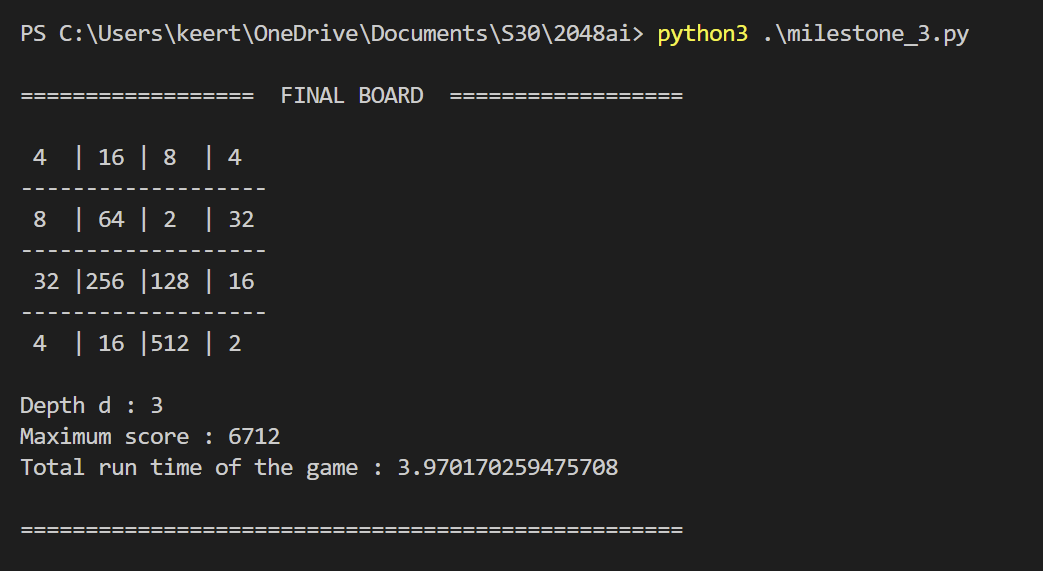 PS C:\Users\keert\OneDrive\Documents\S30\2048ai> python3 .\milestone_3.py
==================  FINAL BOARD  ==================
 4  | 16 | 8  | 4
-------------------
 8  | 64 | 2  | 32
-------------------
 32 |256 |128 | 16
-------------------
 4  | 16 |512 | 2
Depth d : 3
Maximum score : 6712
Total run time of the game : 3.970170259475708
===================================================